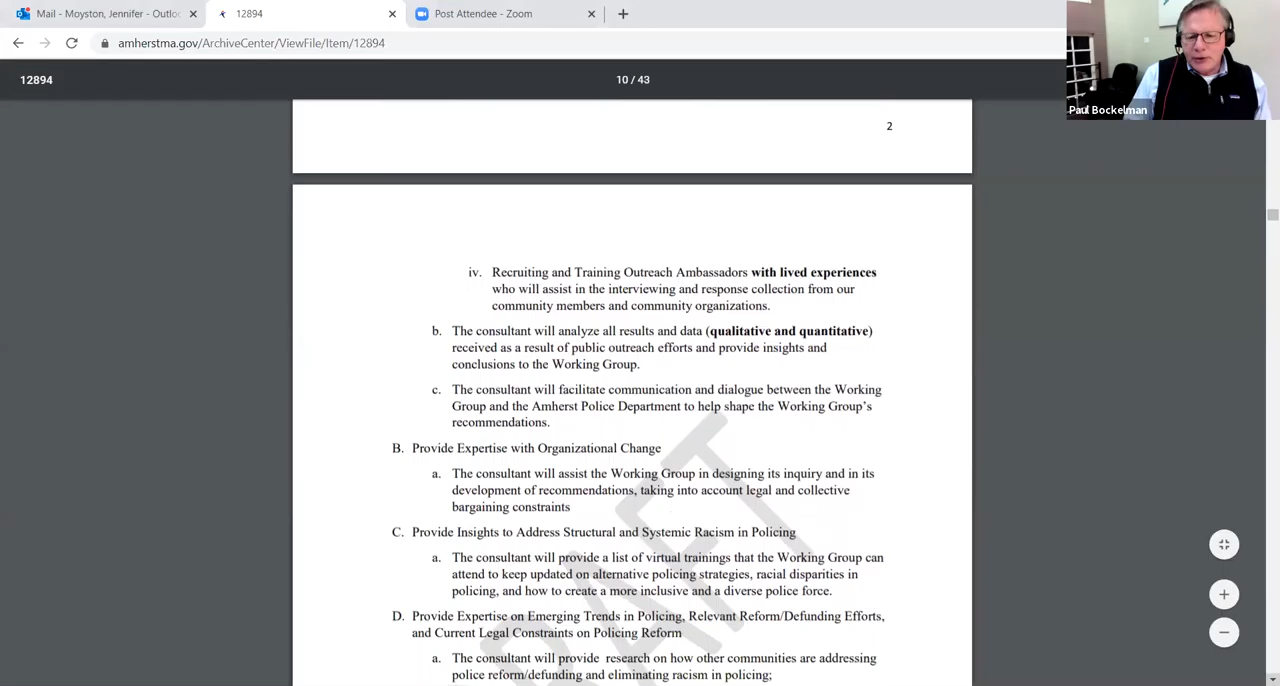 Mail - Moyston, Jennifer - Outlo
12894
Post Attendee - Zoom
amherstma.gov/ArchiveCenter/ViewFile/Item/12894
12894
10 / 43
Paul Bockelman
2
iv. Recruiting and Training Outreach Ambassadors with lived experiences
who will assist in the interviewing and response collection from our
community members and community organizations.
b. The consultant will analyze all results and data (qualitative and quantitative)
received as a result of public outreach efforts and provide insights and
conclusions to the Working Group.
c. The consultant will facilitate communication and dialogue between the Working
Group and the Amherst Police Department to help shape the Working Group's
recommendations.
B. Provide Expertise with Organizational Change
a. The consultant will assist the Working Group in designing its inquiry and in its
development of recommendations, taking into account legal and collective
bargaining constraints
C. Provide Insights to Address Structural and Systemic Racism in Policing
a. The consultant will provide a list of virtual trainings that the Working Group can
attend to keep updated on alternative policing strategies, racial disparities in
policing, and how to create a more inclusive and a diverse police force.
D. Provide Expertise on Emerging Trends in Policing, Relevant Reform/Defunding Efforts,
and Current Legal Constraints on Policing Reform
a. The consultant will provide research on how other communities are addressing
police reform/defunding and eliminating racism in policing;
DRAFT